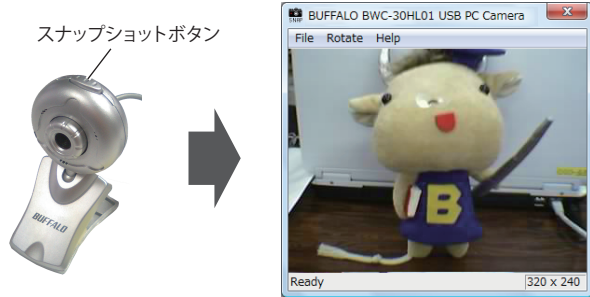 スナップショットボタン
BUFFALO
SNAP
BUFFALO BWC-30HL01 USB PC Camera
File Rotate Help
B
Ready
320 x 240